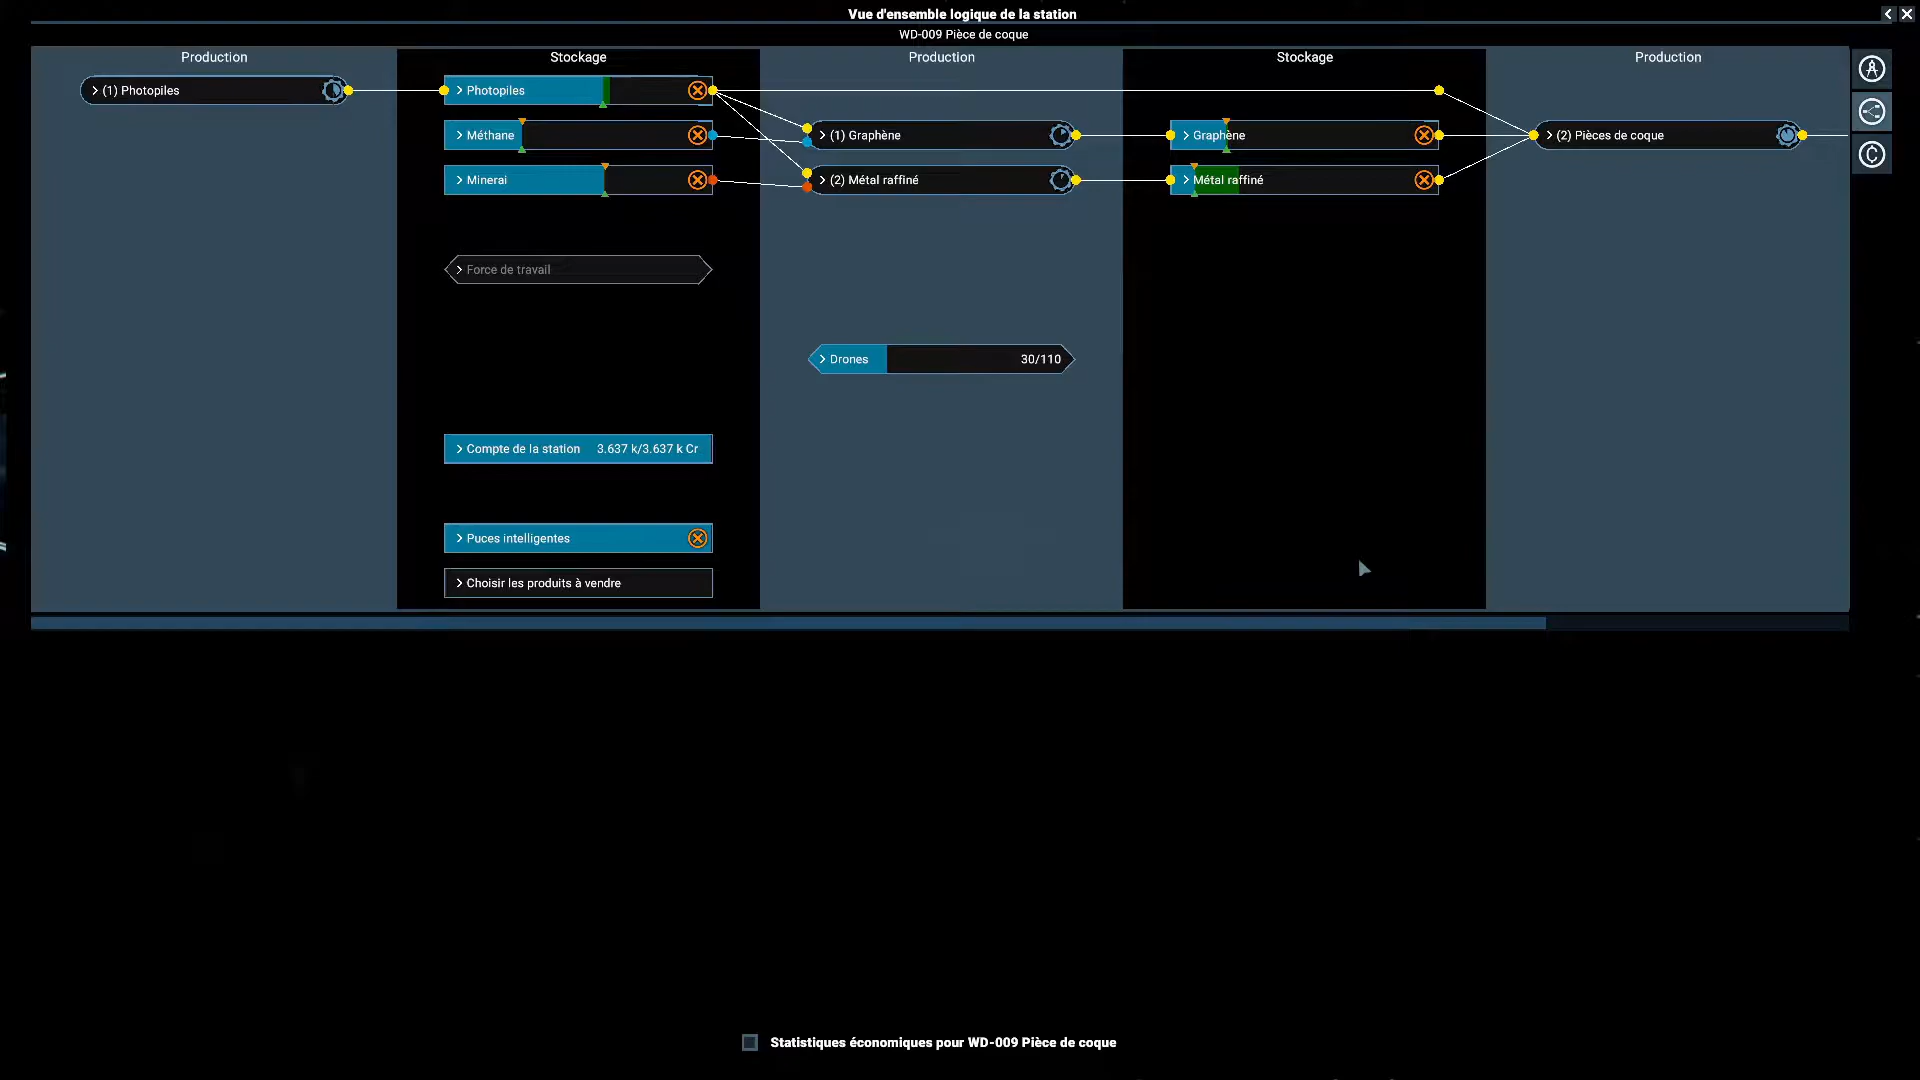 Vue d'ensemble logique de la station
WD-009 Pièce de coque
Production
Stockage
Production
Stockage
Production
(1) Photopiles
Photopiles
Méthane
(1) Graphène
Graphène
(2) Pièces de coque
Minerai
(2) Métal raffiné
Métal raffiné
Force de travail
Drones 30/110
Compte de la station 3.637 k/3.637 k Cr
Puces intelligentes
Choisir les produits à vendre
Statistiques économiques pour WD-009 Pièce de coque